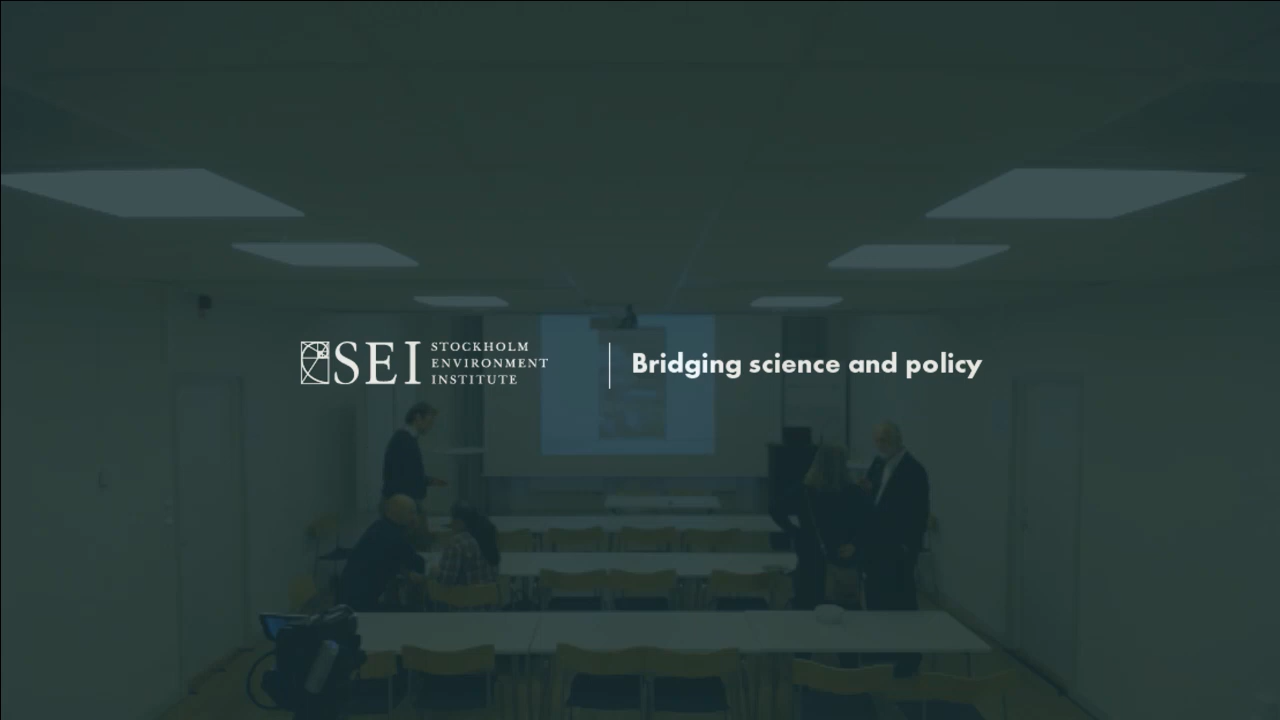 SEI
STOCKHOLM
ENVIRONMENT
INSTITUTE
Bridging science and policy